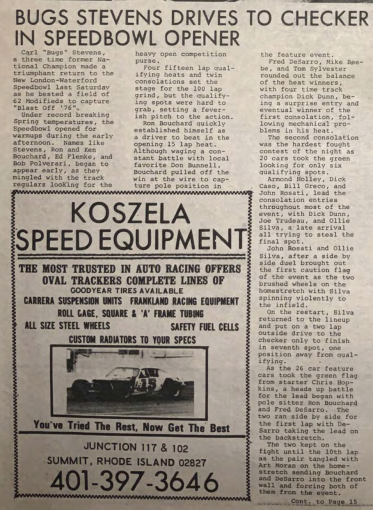 BUGS STEVENS DRIVES TO CHECKER
IN SPEEDBOWL OPENER
Carl "Bugs" Stevens,
a three time former Na-
tional Champion made a
triumphant return to the
New London-Waterford
Speedbowl Last Saturday
as he bested a field of
62 Modifieds to capture
"Blast Off '76".
Under record breaking
Spring temperatures, the
Speedbowl opened for
warmups during the early
afternoon. Names like
Stevens, Ron and Ken
Bouchard, Ed Flemke, and
Bob Polverari, began to
appear early, as they
mingled with the track
regulars looking for the
heavy open competition
purse.
Four fifteen lap qual-
ifying heats and twin
consolations set the
stage for the 100 lap
grind, but the qualify-
ing spots were hard to
grab, setting a fever-
ish pitch to the action.
Ron Bouchard quickly
established himself as
a driver to beat in the
opening 15 lap heat.
Although waging a con-
stant battle with local
favorite Don Bunnell,
Bouchard pulled off the
win at the wire to cap-
ture pole position in
the feature event.
Fred DeSarro, Mike Bee-
be, and Tom Sylvester
rounded out the balance
of the heat winners,
with four time track
champion Dick Dunn, be-
ing a surprise entry and
eventual winner of the
first consolation, fol-
lowing mechanical pro-
blems in his heat.
The second consolation
was the hardest fought
contest of the night as
20 cars took the green
looking for only six
qualifying spots.
Armond Holley, Dick
Caso, Bill Greco, and
John Rosati, lead the
consolation entries
throughout most of the
event, with Dick Dunn,
Joe Trudeau, and Ollie
Silva, a late arrival
all trying to steal the
final spot.
John Rosati and Ollie
Silva, after a side by
side duel brought out
the first caution flag
of the event as the two
brushed wheels on the
homestretch with Silva
spinning violently to
the infield.
On the restart, Silva
returned to the lineup
and put on a two lap
outside drive to the
checker only to finish
in seventh spot, one
position away from qual-
ifying.
As the 26 car feature
cars took the green flag
from starter Chris Hop-
kins, a heads up battle
for the lead began with
pole sitter Ron Bouchard
and Fred DeSarro. The
two ran side by side for
the first lap with De-
Sarro taking the lead on
the backstretch.
The two kept on the
fight until the 10th lap
as the pair tangled with
Art Moran on the home-
stretch sending Bouchard
and DeSarro into the front
wall and forcing both of
them from the event.
Cont. to Page 15
KOSZELA
SPEED EQUIPMENT
THE MOST TRUSTED IN AUTO RACING OFFERS
OVAL TRACKERS COMPLETE LINES OF
GOODYEAR TIRES AVAILABLE
CARRERA SUSPENSION UNITS FRANKLAND RACING EQUIPMENT
ROLL CAGE, SQUARE & 'A' FRAME TUBING
ALL SIZE STEEL WHEELS SAFETY FUEL CELLS
CUSTOM RADIATORS TO YOUR SPECS
You've Tried The Rest, Now Get The Best
JUNCTION 117 & 102
SUMMIT, RHODE ISLAND 02827
401-397-3646